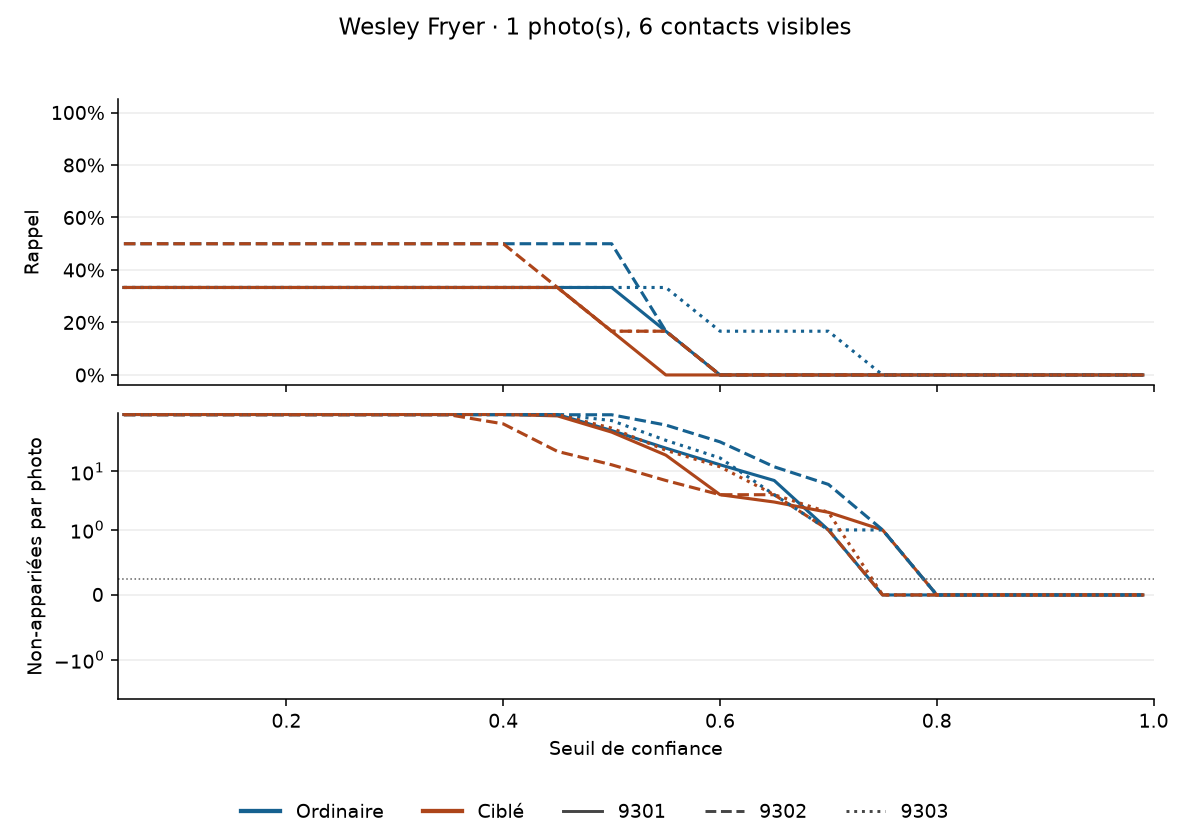 Wesley Fryer · 1 photo(s), 6 contacts visibles
100%
80%
60%
40%
20%
0%
Rappel
10¹
10⁰
0
−10⁰
Non-appariées par photo
0.2 0.4 0.6 0.8 1.0
Seuil de confiance
Ordinaire Ciblé 9301 9302 9303